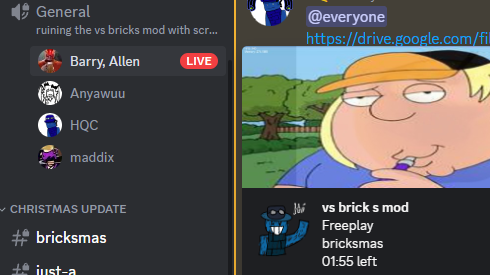 General
ruining the vs bricks mod with scr...
Barry, Allen
LIVE
Anyawuu
HQC
maddix
CHRISTMAS UPDATE
bricksmas
just-a
@everyone
https://drive.google.com/fi
vs brick s mod
Freeplay
bricksmas
01:55 left